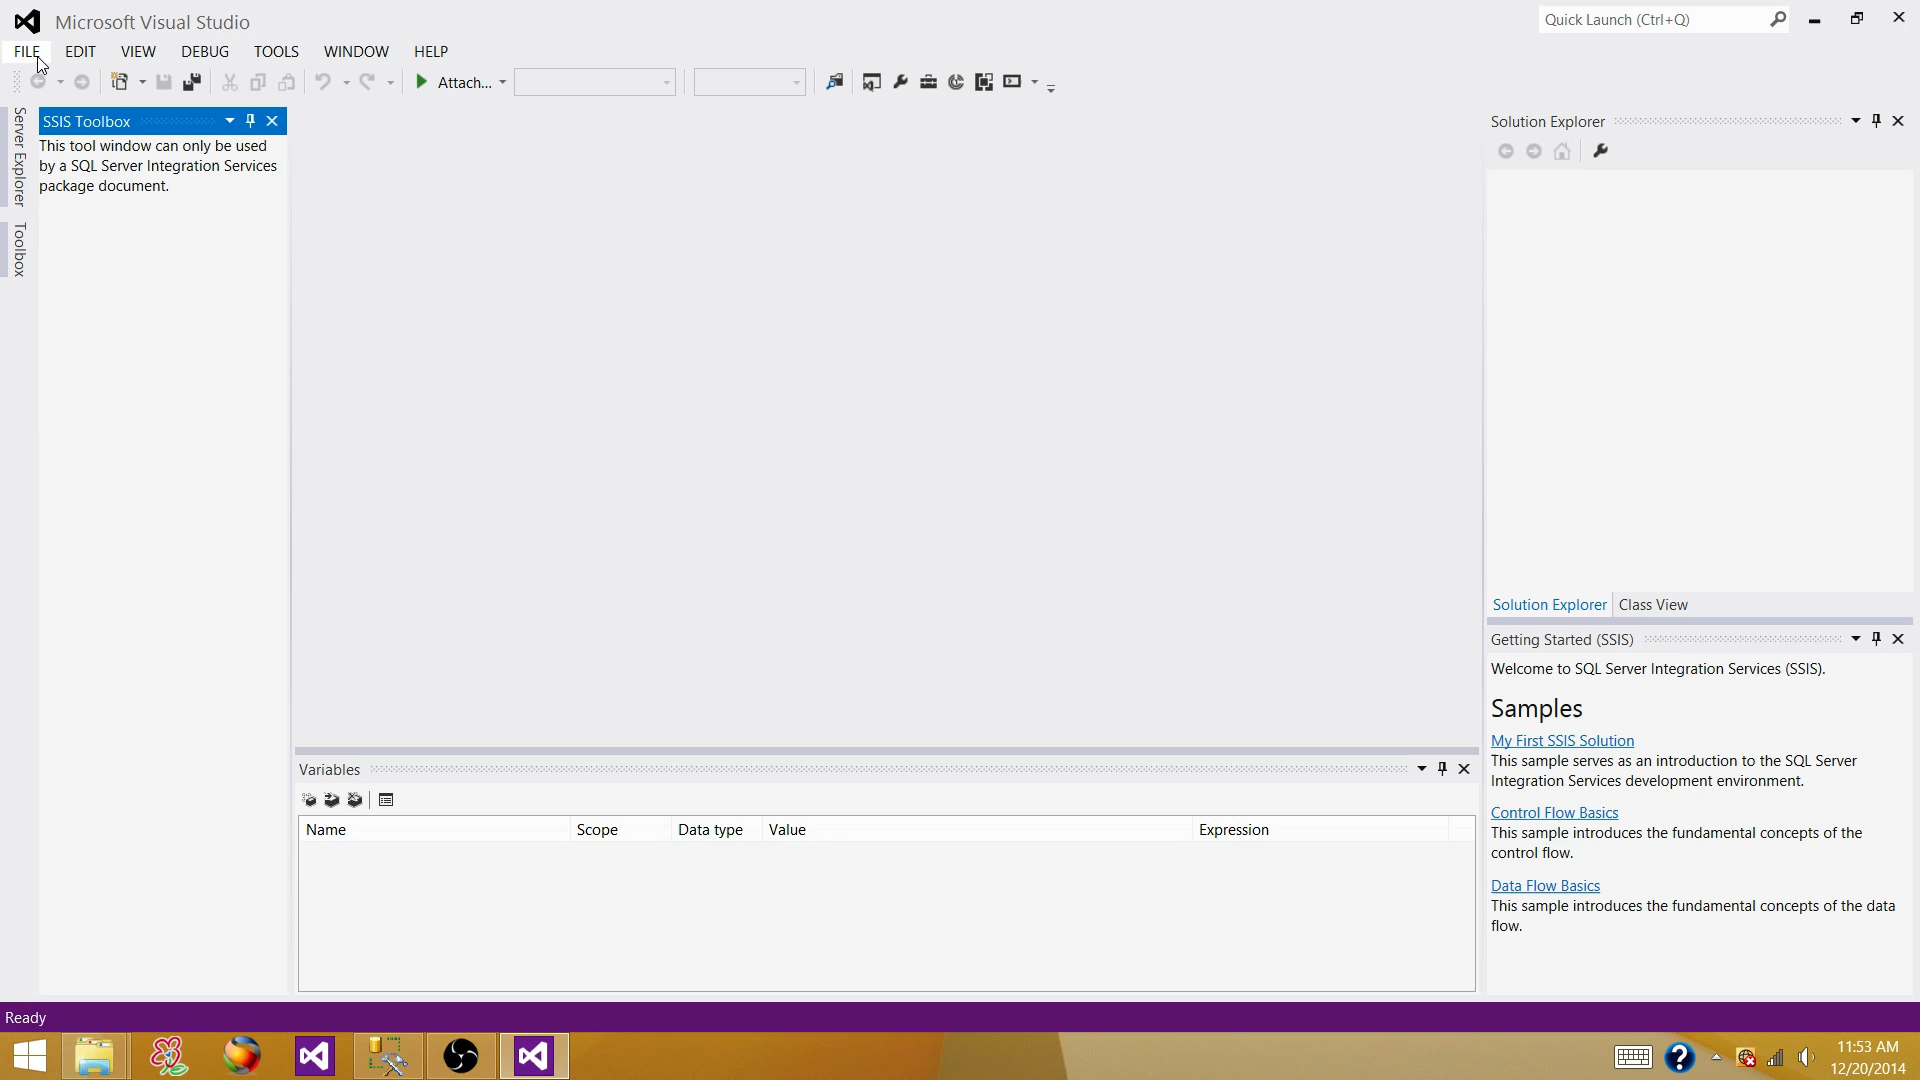 Microsoft Visual Studio
Quick Launch (Ctrl+Q)
FILE EDIT VIEW DEBUG TOOLS WINDOW HELP
Attach...
Server Explorer
Toolbox
SSIS Toolbox
This tool window can only be used
by a SQL Server Integration Services
package document.
Solution Explorer
Solution Explorer Class View
Getting Started (SSIS)
Welcome to SQL Server Integration Services (SSIS).
Samples
My First SSIS Solution
This sample serves as an introduction to the SQL Server
Integration Services development environment.
Control Flow Basics
This sample introduces the fundamental concepts of the
control flow.
Data Flow Basics
This sample introduces the fundamental concepts of the data
flow.
Variables
Name Scope Data type Value Expression
Ready
11:53 AM
12/20/2014